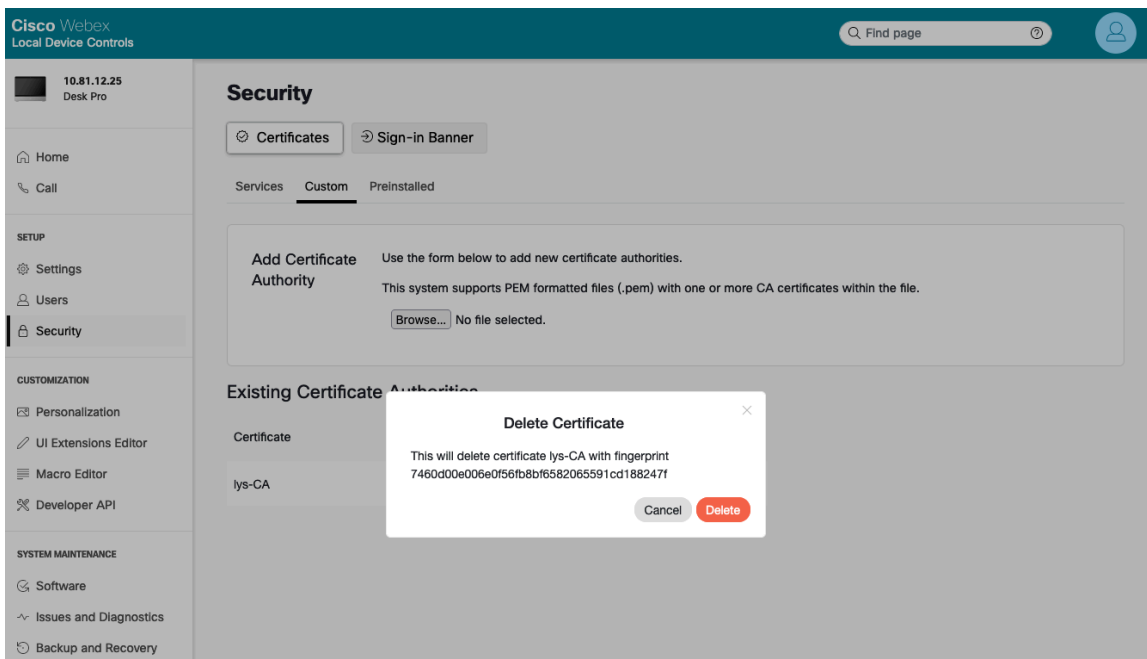 Cisco Webex
Local Device Controls
Find page
10.81.12.25
Desk Pro
Home
Call
SETUP
Settings
Users
Security
CUSTOMIZATION
Personalization
UI Extensions Editor
Macro Editor
Developer API
SYSTEM MAINTENANCE
Software
Issues and Diagnostics
Backup and Recovery
Security
Certificates
Sign-in Banner
Services Custom Preinstalled
Add Certificate
Authority
Use the form below to add new certificate authorities.
This system supports PEM formatted files (.pem) with one or more CA certificates within the file.
Browse... No file selected.
Existing Certificate Authorities
Certificate
lys-CA
Delete Certificate
This will delete certificate lys-CA with fingerprint
7460d00e006e0f56fb8bf6582065591cd188247f
Cancel Delete